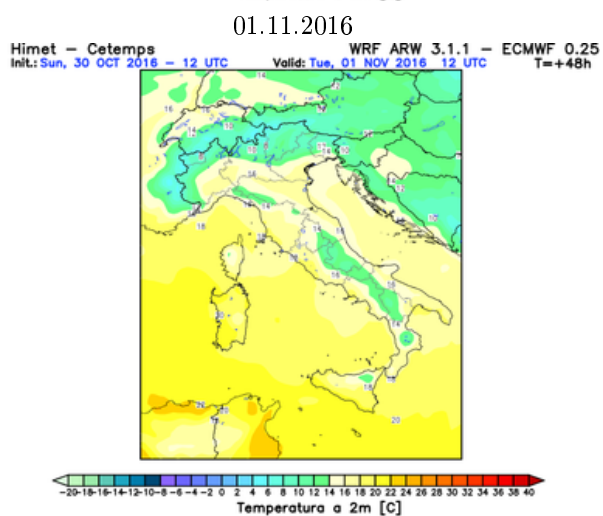 01.11.2016
Himet – Cetemps WRF ARW 3.1.1 – ECMWF 0.25
Init.: Sun, 30 OCT 2016 – 12 UTC Valid: Tue, 01 NOV 2016 12 UTC T=+48h
-20 -18 -16 -14 -12 -10 -8 -6 -4 -2 0 2 4 6 8 10 12 14 15 16 18 20 22 24 26 28 30 32 34 36 38 40
Temperatura a 2m [C]